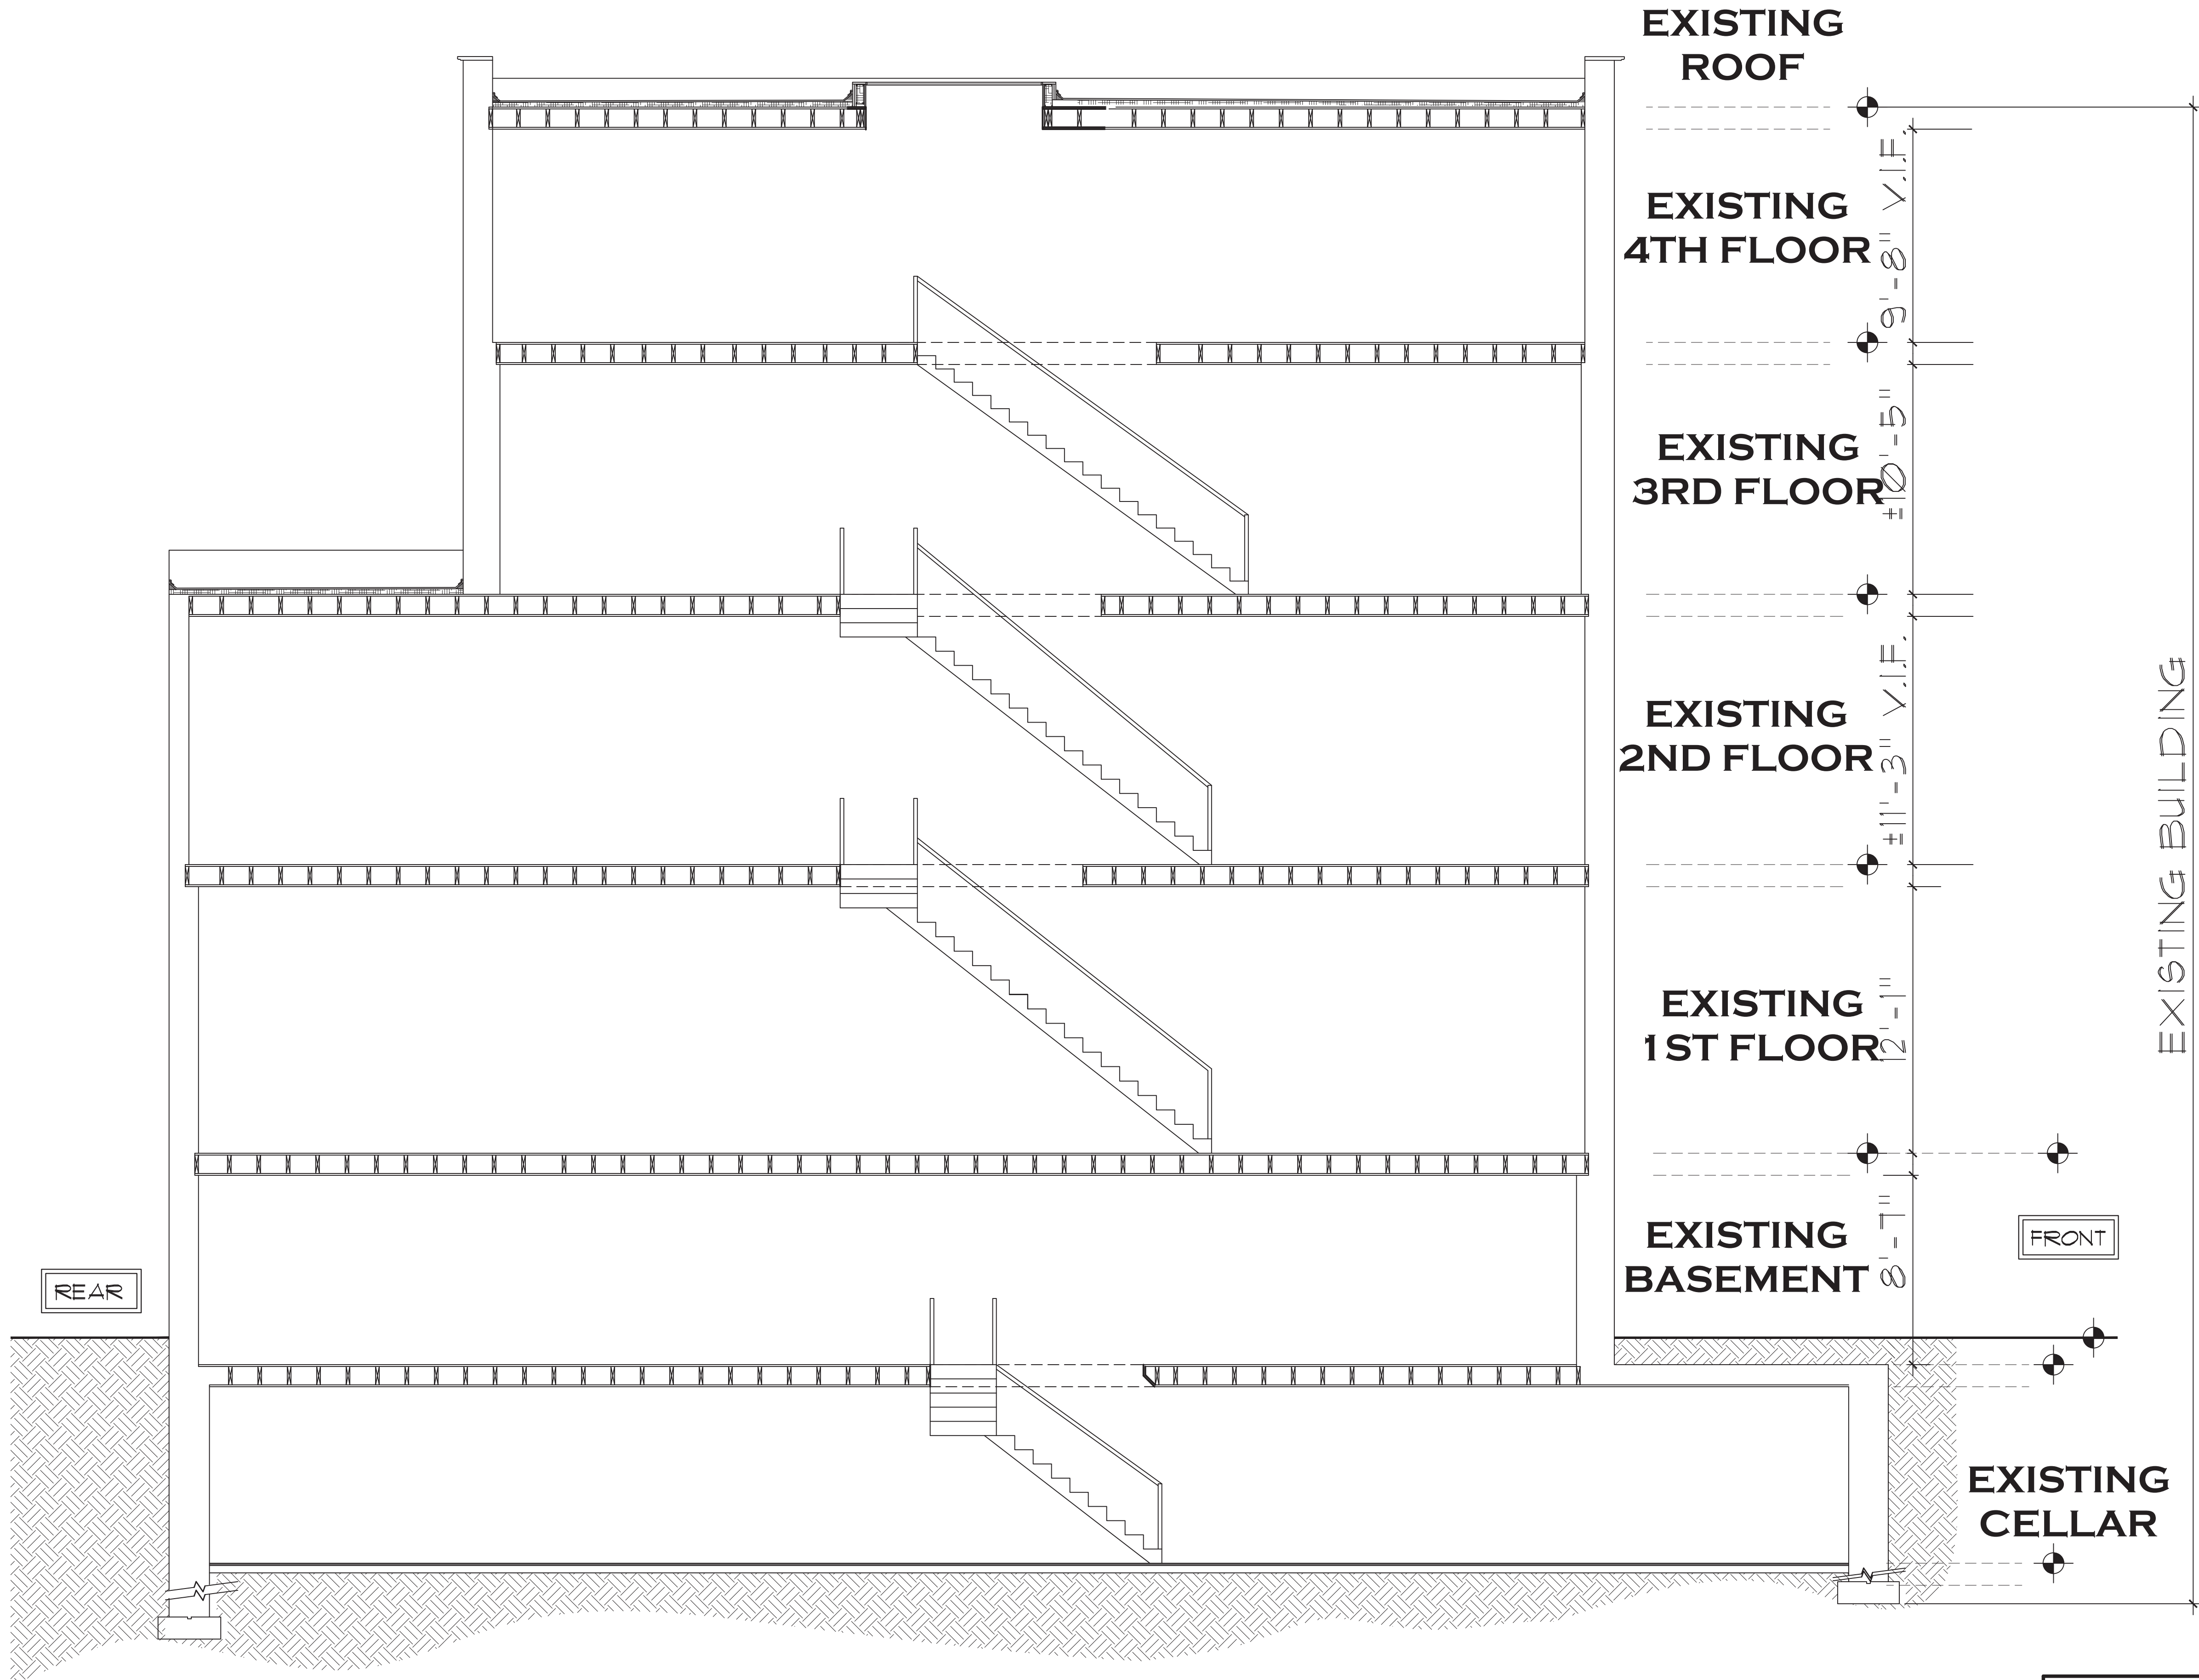 EXISTING
ROOF
9'-8" V.I.F.
EXISTING
4TH FLOOR
±10'-5"
EXISTING
3RD FLOOR
±11'-3" V.I.F.
EXISTING
2ND FLOOR
EXISTING BUILDING
12'-1"
EXISTING
1ST FLOOR
8'-7"
EXISTING
BASEMENT
FRONT
REAR
EXISTING
CELLAR